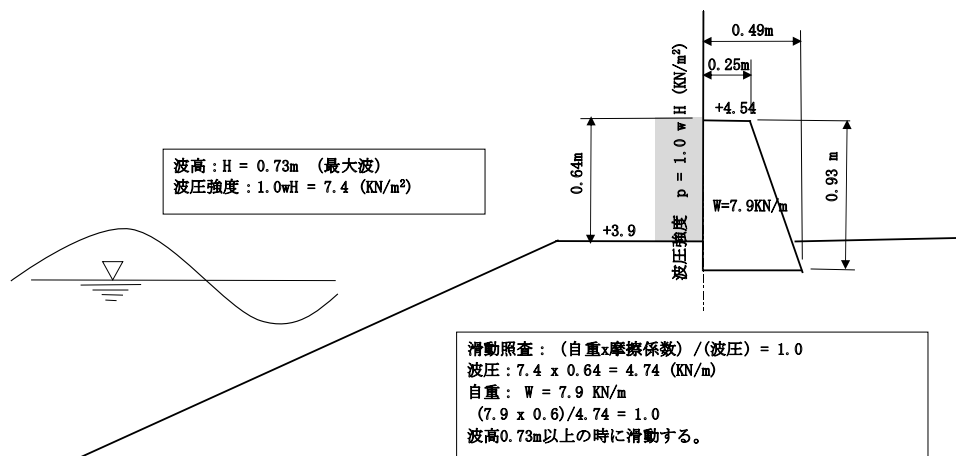 0.49m
0.25m
+4.54
波圧強度 p = 1.0 w H (KN/m²)
0.64m
0.93 m
W=7.9KN/m
+3.9
波高：H = 0.73m （最大波）
波圧強度：1.0wH = 7.4 (KN/m²)
滑動照査： (自重x摩擦係数) /(波圧) = 1.0
波圧：7.4 x 0.64 = 4.74 (KN/m)
自重： W = 7.9 KN/m
(7.9 x 0.6)/4.74 = 1.0
波高0.73m以上の時に滑動する。